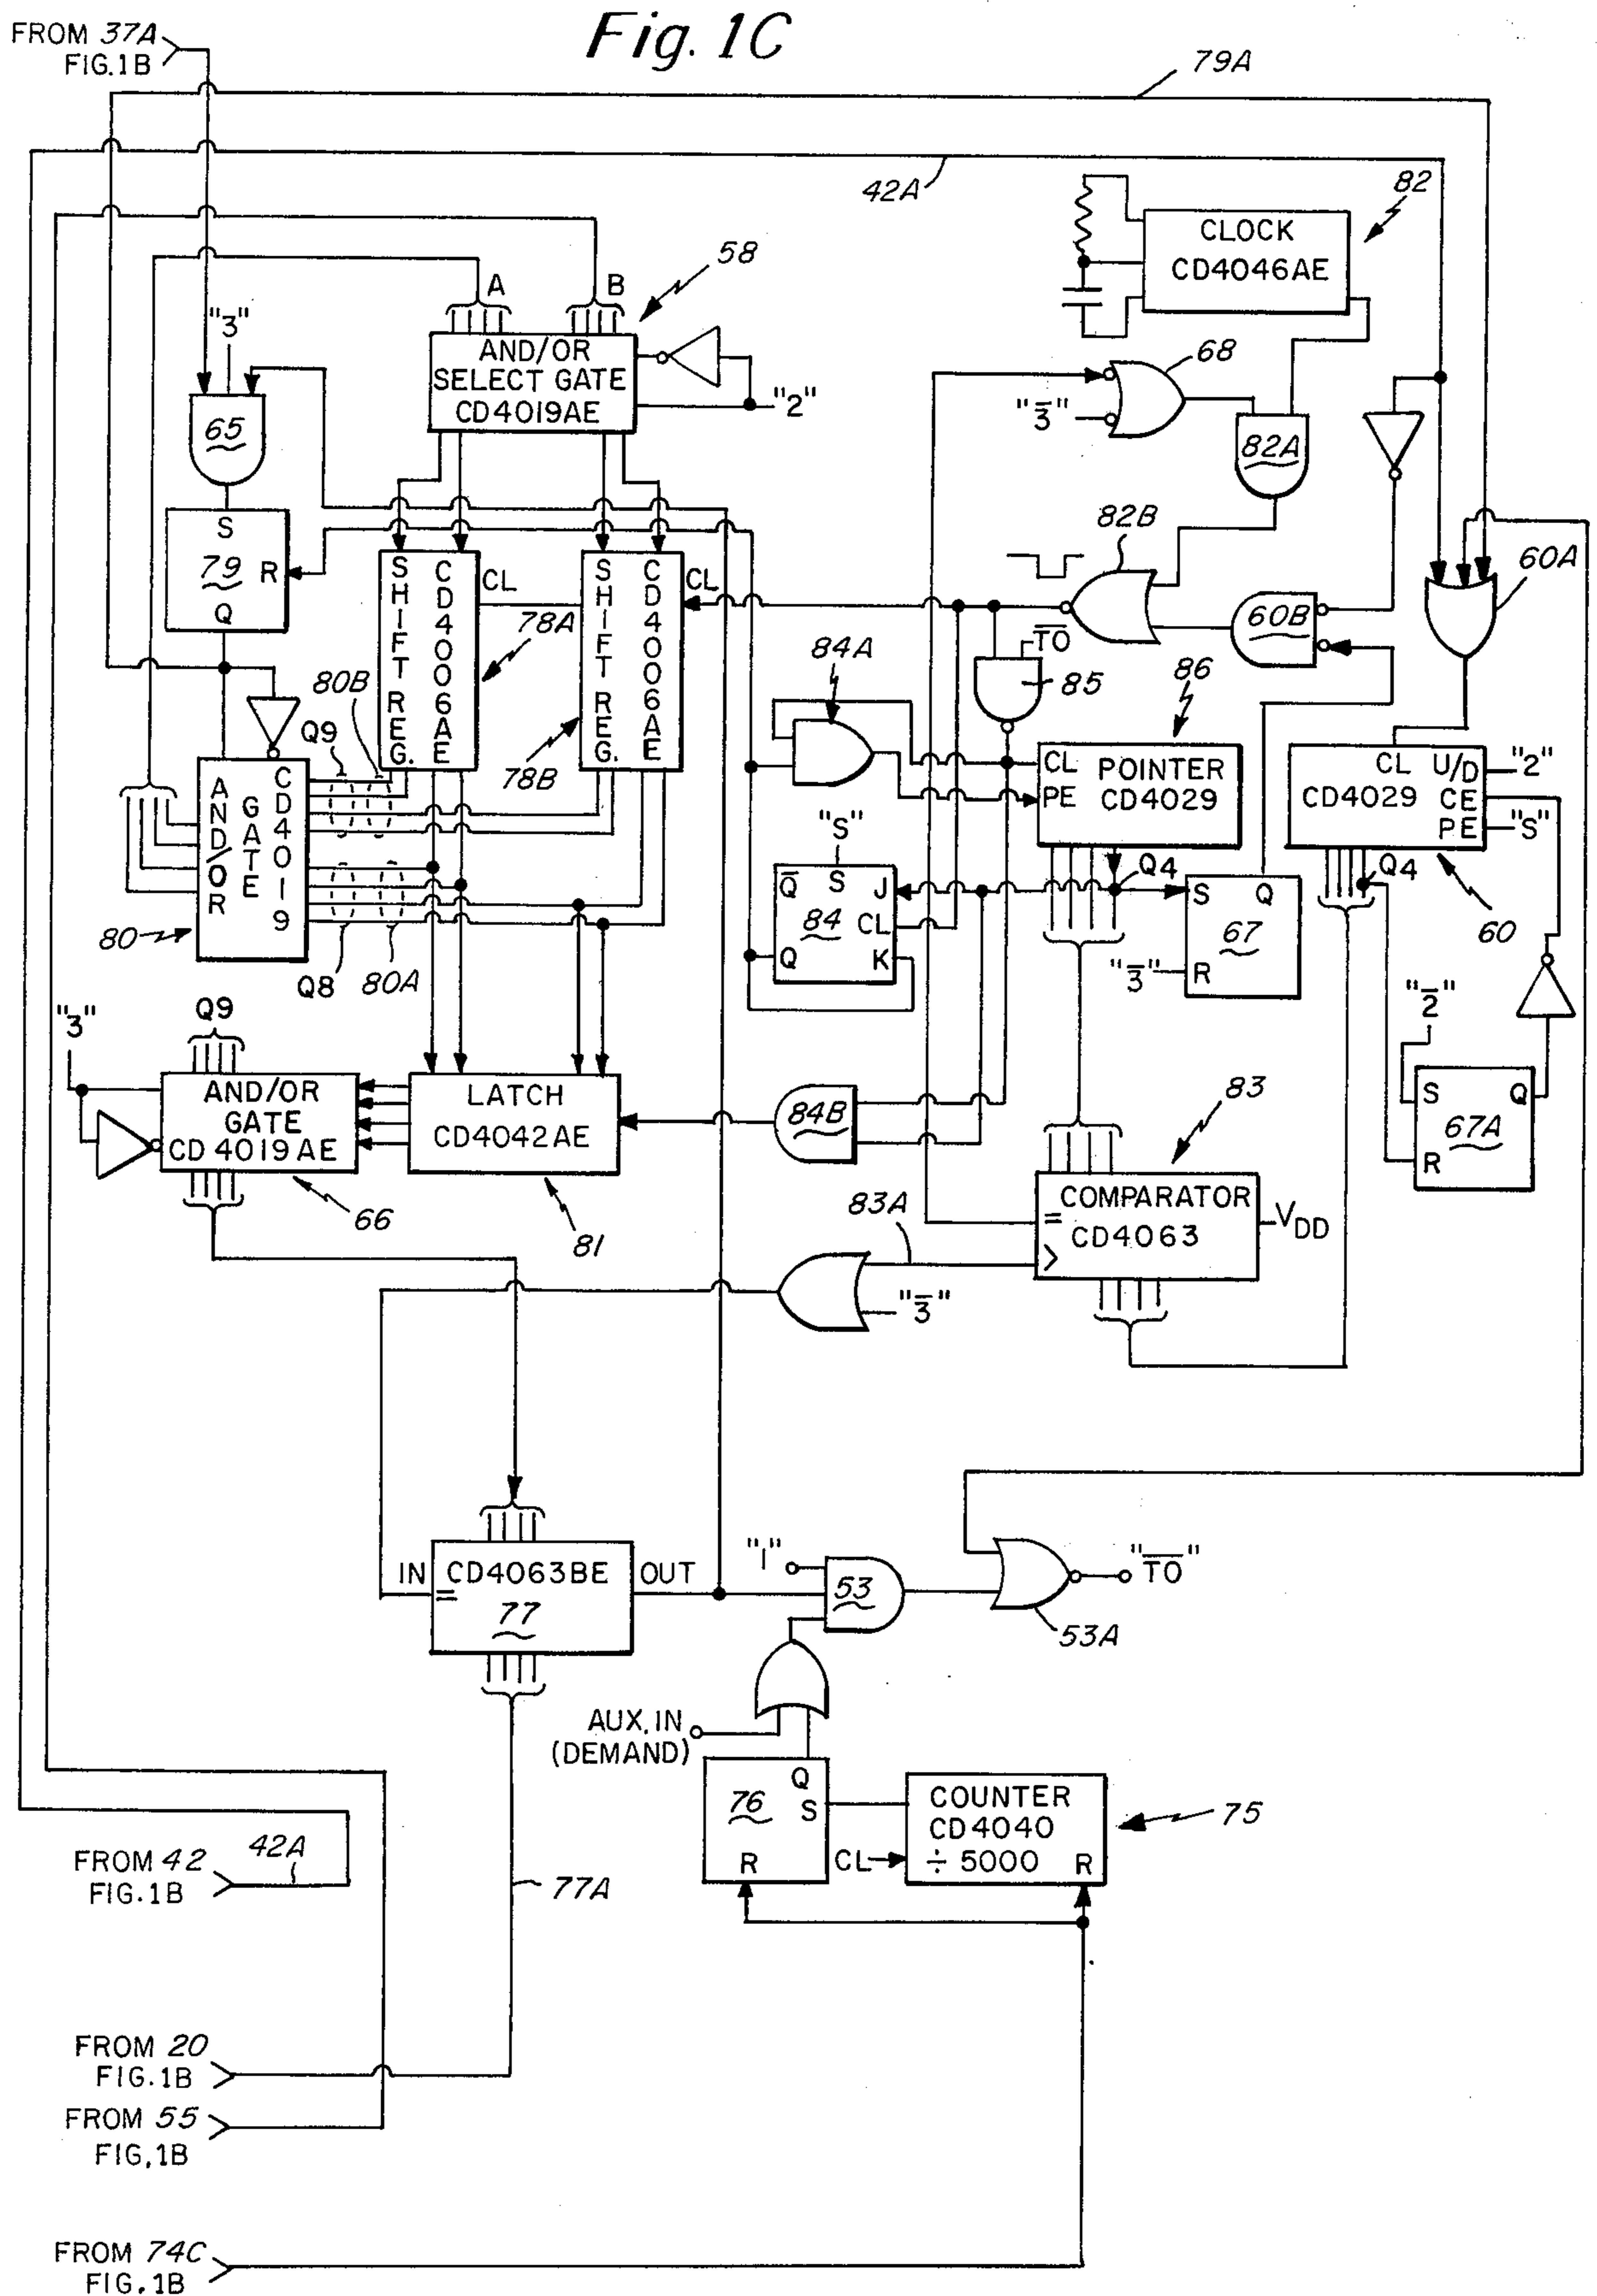 Fig. 1C
FROM 37A
FIG.1B
79A
42A
82
CLOCK
CD4046AE
58
A
B
"3"
AND/OR
SELECT GATE
CD4019AE
"2"
68
"3̅"
65
82A
82B
S
79
R
Q
SHIFT REG.
CD4006AE
CL
78A
SHIFT REG.
CD4006AE
CL
78B
60A
60B
T̅O̅
84A
85
86
80B
Q9
CL
PE
POINTER
CD4029
CL
U/D
CD4029
CE
PE
"2"
"S"
AND/OR
GATE
CD4019
80
Q8
80A
"S"
Q̅
S
J
84
CL
Q
K
Q4
S
Q
67
"3̅"
R
Q4
60
"2̅"
"3"
Q9
AND/OR
GATE
CD 4019AE
66
LATCH
CD4042AE
81
84B
83
S
Q
67A
R
83A
=
COMPARATOR
CD4063
>
VDD
"3̅"
IN
=
CD4063BE
77
OUT
"1"
53
"T̅O̅"
53A
AUX. IN
(DEMAND)
Q
76
S
R
COUNTER
CD4040
÷ 5000
CL
R
75
FROM 42
FIG.1B
42A
77A
FROM 20
FIG.1B
FROM 55
FIG.1B
FROM 74C
FIG.1B